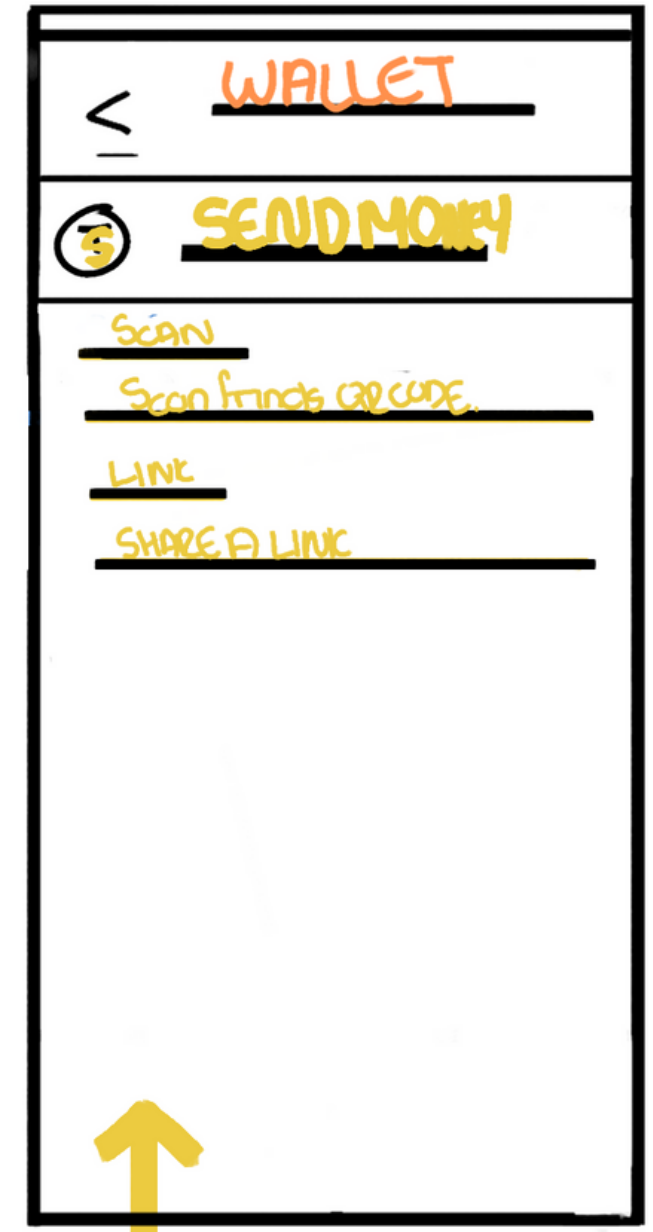 <
WALLET
S
SEND MONEY
SCAN
Scan friends QR CODE.
LINK
SHARE A LINK